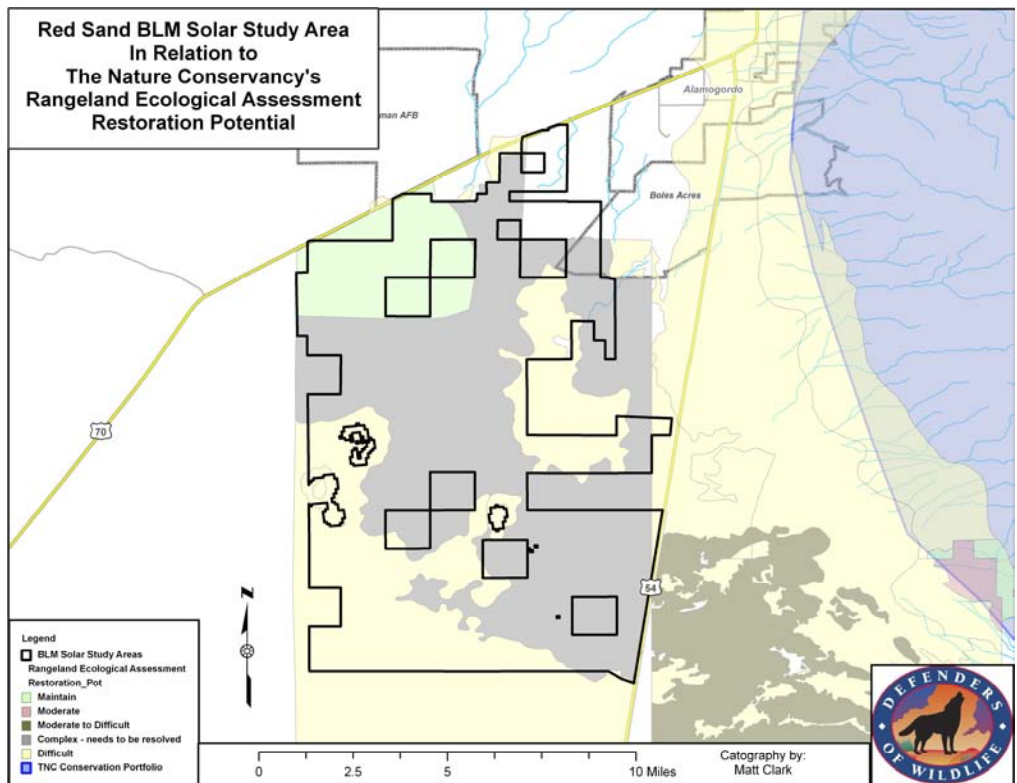 Red Sand BLM Solar Study Area
In Relation to
The Nature Conservancy's
Rangeland Ecological Assessment
Restoration Potential
man AFB
Alamogordo
Boles Acres
70
54
N
Legend
BLM Solar Study Areas
Rangeland Ecological Assessment
Restoration_Pot
Maintain
Moderate
Moderate to Difficult
Complex - needs to be resolved
Difficult
TNC Conservation Portfolio
0 2.5 5 10 Miles
Catography by:
Matt Clark
DEFENDERS
OF WILDLIFE